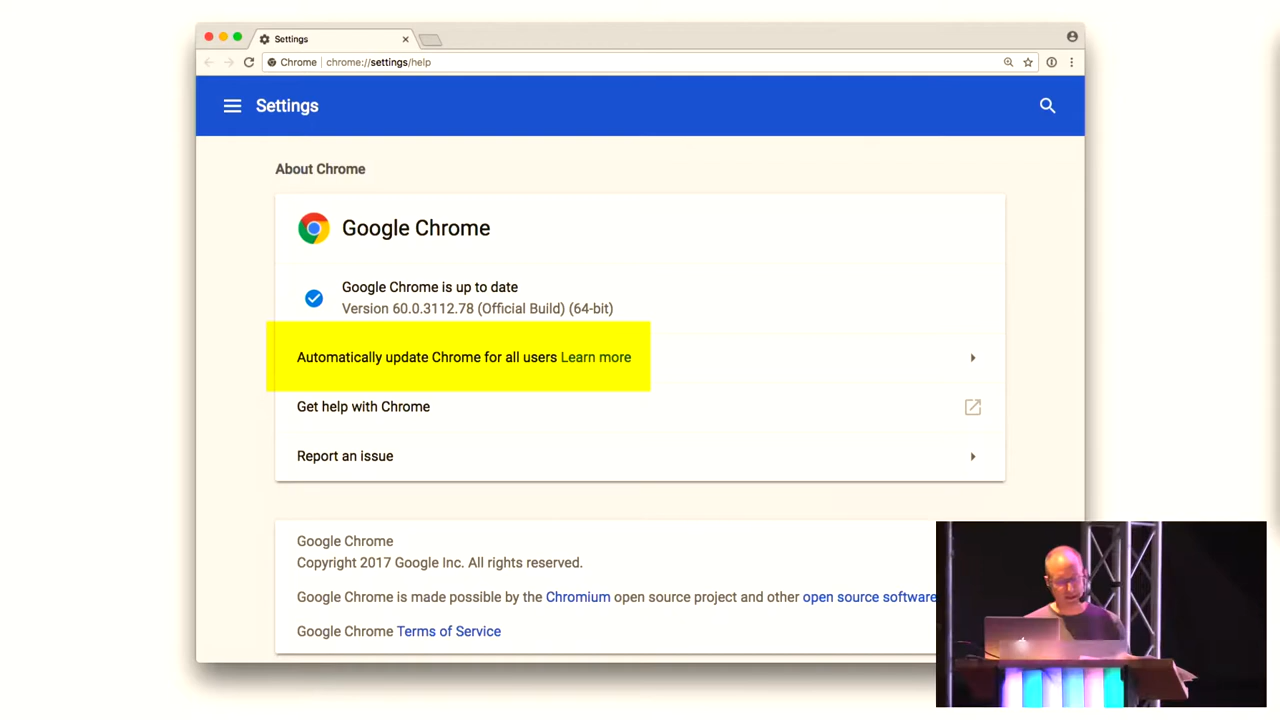 Settings
Chrome
chrome://settings/help
Settings
About Chrome
Google Chrome
Google Chrome is up to date
Version 60.0.3112.78 (Official Build) (64-bit)
Automatically update Chrome for all users Learn more
Get help with Chrome
Report an issue
Google Chrome
Copyright 2017 Google Inc. All rights reserved.
Google Chrome is made possible by the Chromium open source project and other open source software
Google Chrome Terms of Service